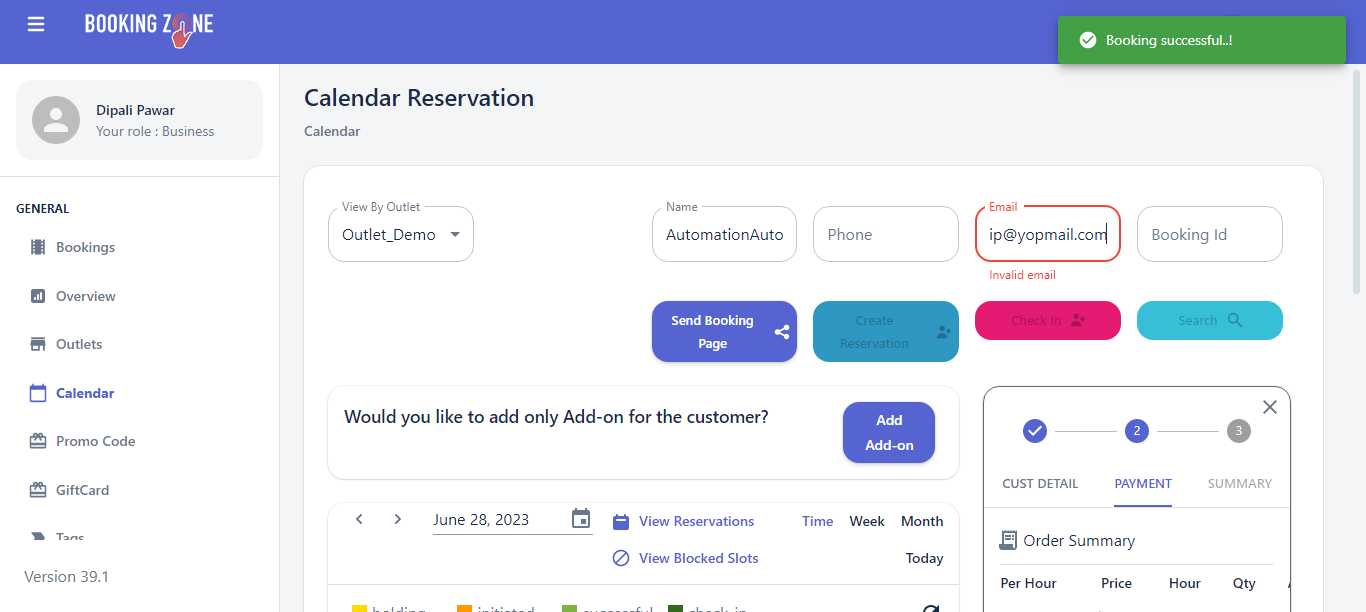 BOOKING ZONE
Booking successful..!
Dipali Pawar
Your role : Business
GENERAL
Bookings
Overview
Outlets
Calendar
Promo Code
GiftCard
Tags
Version 39.1
Calendar Reservation
Calendar
View By Outlet
Outlet_Demo
Name
AutomationAuto
Phone
Email
ip@yopmail.com
Invalid email
Booking Id
Send Booking
Page
Create
Reservation
Check In
Search
Would you like to add only Add-on for the customer?
Add
Add-on
June 28, 2023
View Reservations
View Blocked Slots
Time Week Month
Today
holding initiated successful check-in
2 3
CUST DETAIL PAYMENT SUMMARY
Order Summary
Per Hour Price Hour Qty